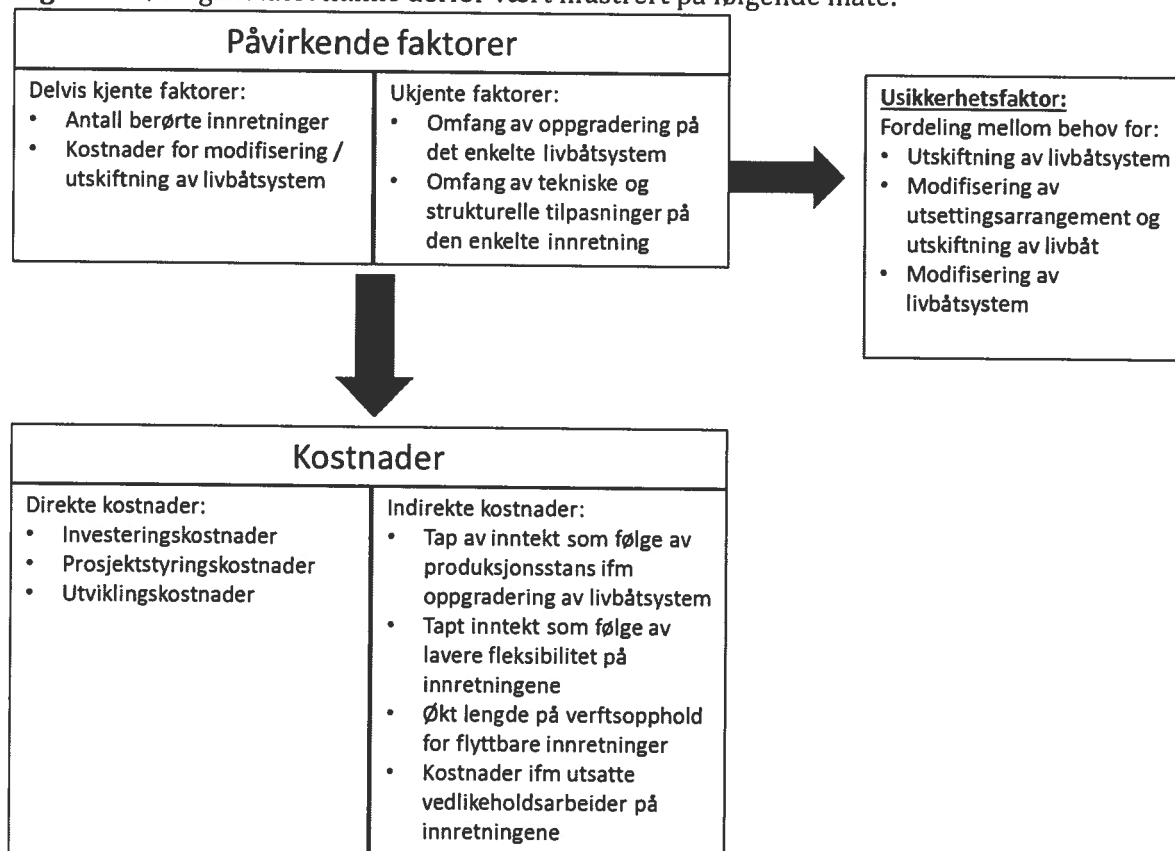 Påvirkende faktorer
Delvis kjente faktorer:
• Antall berørte innretninger
• Kostnader for modifisering /
utskiftning av livbåtsystem
Ukjente faktorer:
• Omfang av oppgradering på
det enkelte livbåtsystem
• Omfang av tekniske og
strukturelle tilpasninger på
den enkelte innretning
Usikkerhetsfaktor:
Fordeling mellom behov for:
• Utskiftning av livbåtsystem
• Modifisering av
utsettingsarrangement og
utskiftning av livbåt
• Modifisering av
livbåtsystem
Kostnader
Direkte kostnader:
• Investeringskostnader
• Prosjektstyringskostnader
• Utviklingskostnader
Indirekte kostnader:
• Tap av inntekt som følge av
produksjonsstans ifm
oppgradering av livbåtsystem
• Tapt inntekt som følge av
lavere fleksibilitet på
innretningene
• Økt lengde på verftsopphold
for flyttbare innretninger
• Kostnader ifm utsatte
vedlikeholdsarbeider på
innretningene